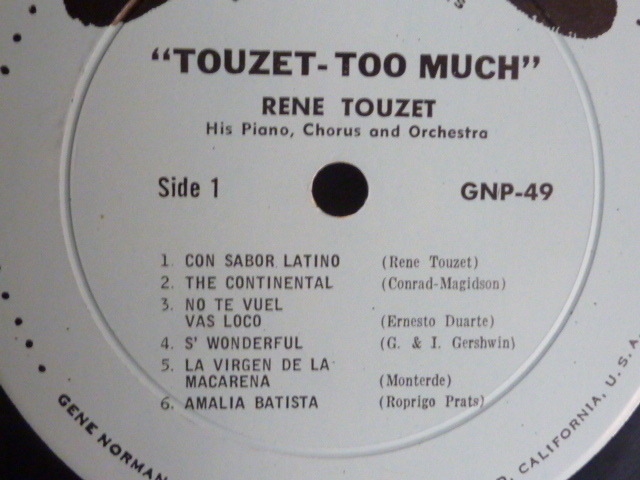 "TOUZET-TOO MUCH"
RENE TOUZET
His Piano, Chorus and Orchestra
Side 1
GNP-49
1. CON SABOR LATINO (Rene Touzet)
2. THE CONTINENTAL (Conrad-Magidson)
3. NO TE VUEL
VAS LOCO (Ernesto Duarte)
4. S' WONDERFUL (G. & I. Gershwin)
5. LA VIRGEN DE LA
MACARENA (Monterde)
6. AMALIA BATISTA (Roprigo Prats)
GENE NORMAN
CALIFORNIA, U.S.A.